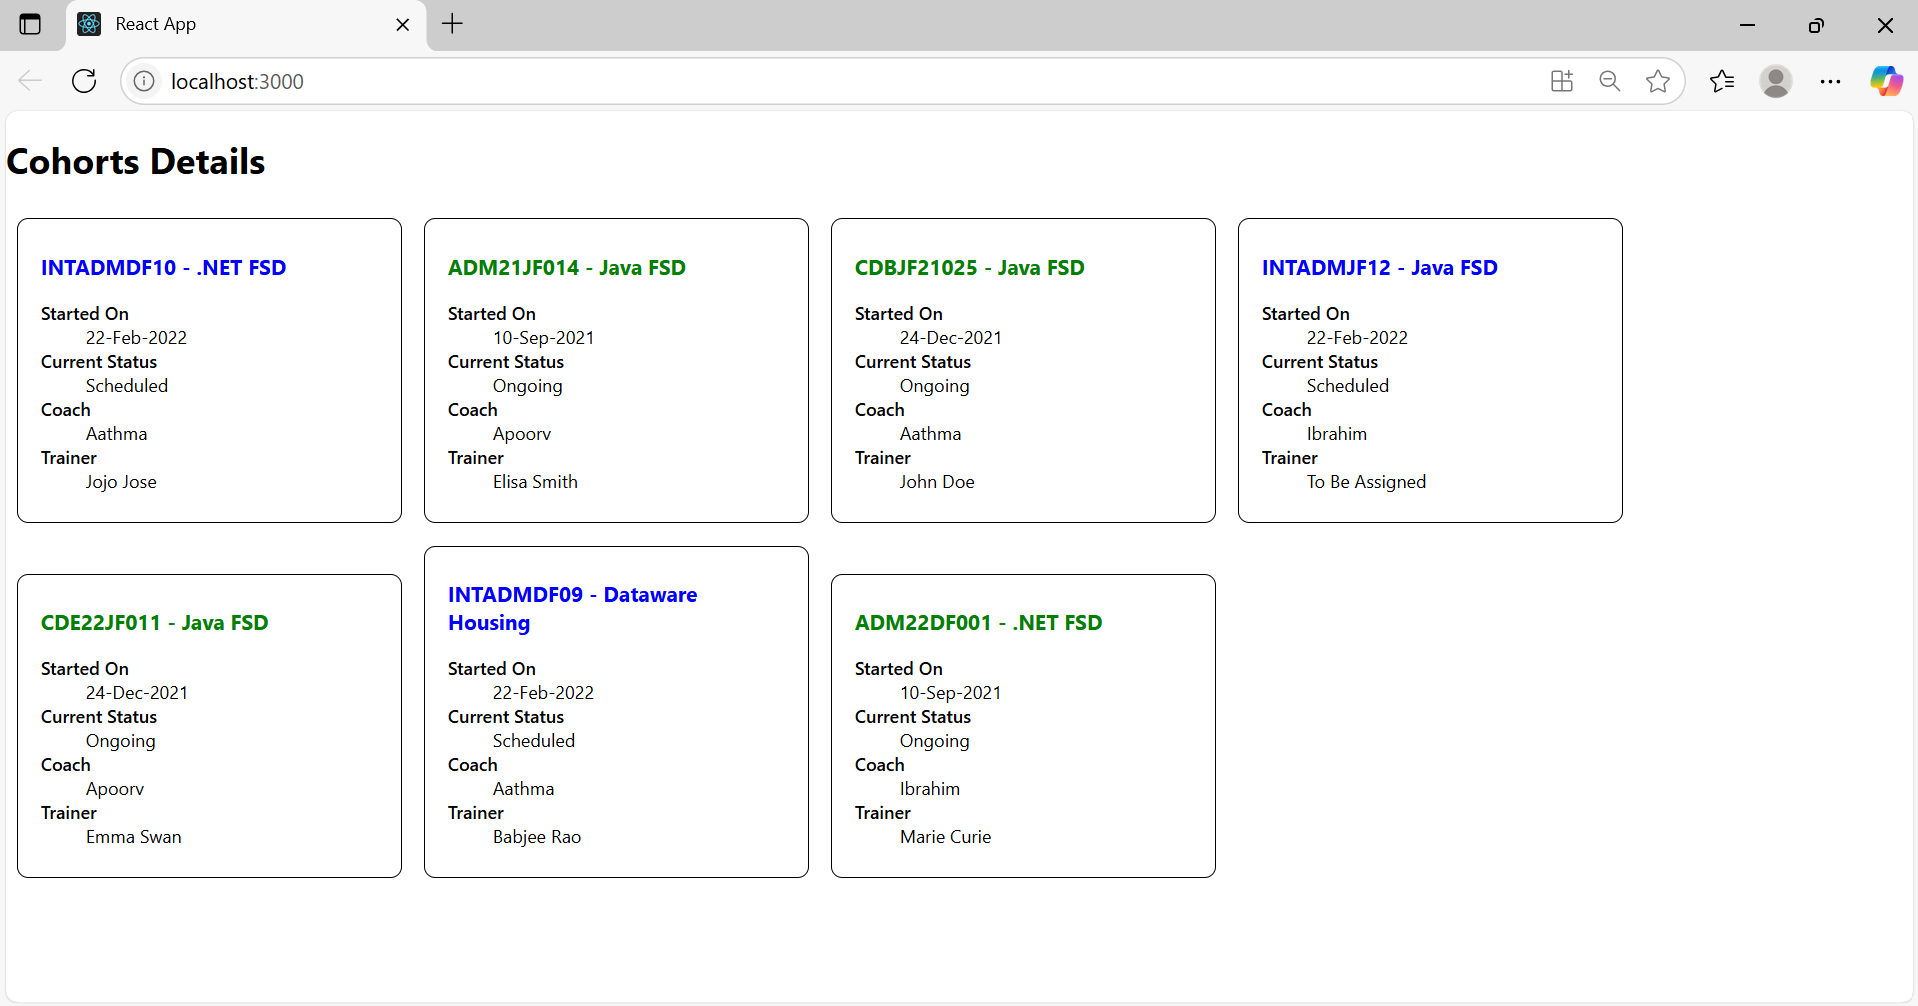 React App
localhost:3000
Cohorts Details
INTADMDF10 - .NET FSD
Started On
22-Feb-2022
Current Status
Scheduled
Coach
Aathma
Trainer
Jojo Jose
ADM21JF014 - Java FSD
Started On
10-Sep-2021
Current Status
Ongoing
Coach
Apoorv
Trainer
Elisa Smith
CDBJF21025 - Java FSD
Started On
24-Dec-2021
Current Status
Ongoing
Coach
Aathma
Trainer
John Doe
INTADMJF12 - Java FSD
Started On
22-Feb-2022
Current Status
Scheduled
Coach
Ibrahim
Trainer
To Be Assigned
CDE22JF011 - Java FSD
Started On
24-Dec-2021
Current Status
Ongoing
Coach
Apoorv
Trainer
Emma Swan
INTADMDF09 - Dataware
Housing
Started On
22-Feb-2022
Current Status
Scheduled
Coach
Aathma
Trainer
Babjee Rao
ADM22DF001 - .NET FSD
Started On
10-Sep-2021
Current Status
Ongoing
Coach
Ibrahim
Trainer
Marie Curie